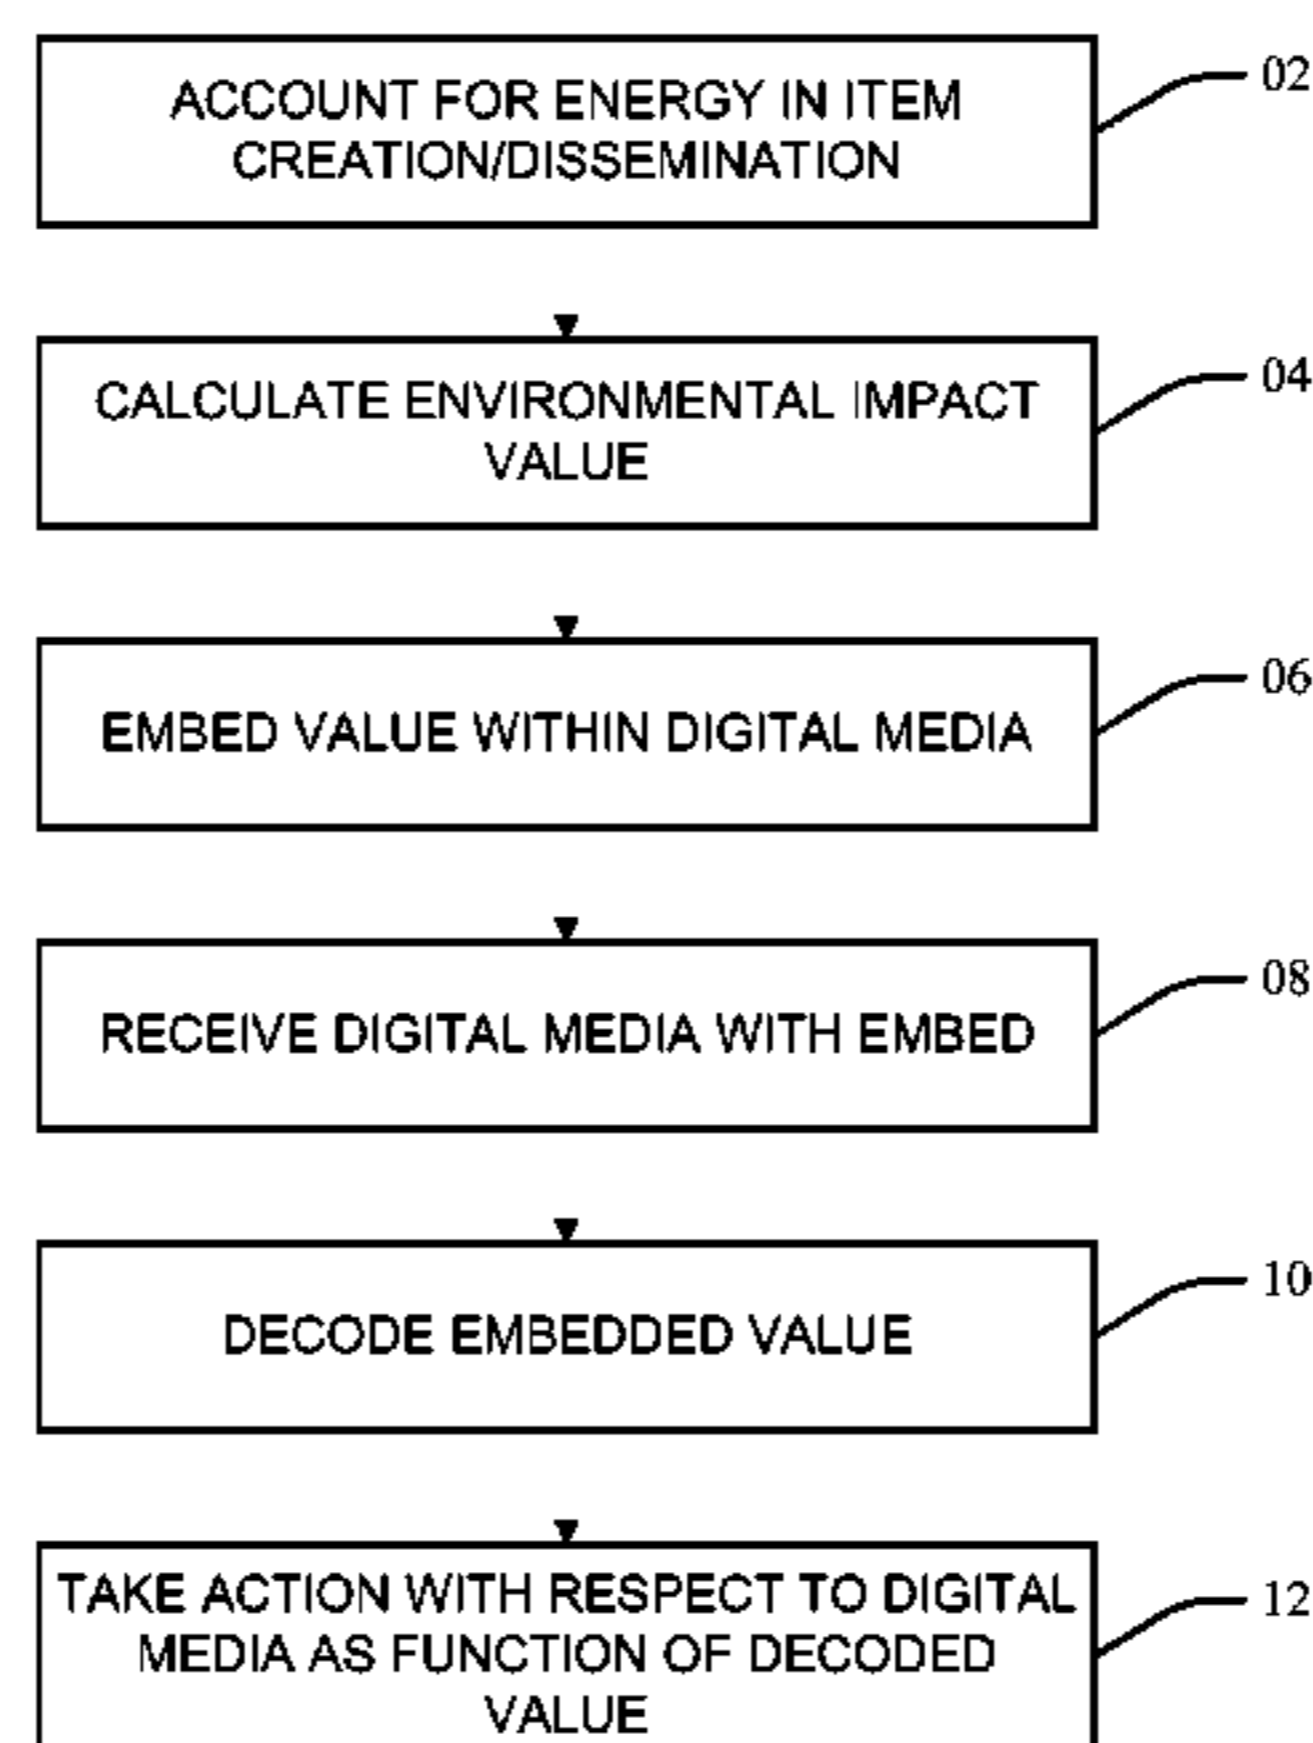 ACCOUNT FOR ENERGY IN ITEM
CREATION/DISSEMINATION
02
CALCULATE ENVIRONMENTAL IMPACT
VALUE
04
EMBED VALUE WITHIN DIGITAL MEDIA
06
RECEIVE DIGITAL MEDIA WITH EMBED
08
DECODE EMBEDDED VALUE
10
TAKE ACTION WITH RESPECT TO DIGITAL
MEDIA AS FUNCTION OF DECODED
VALUE
12